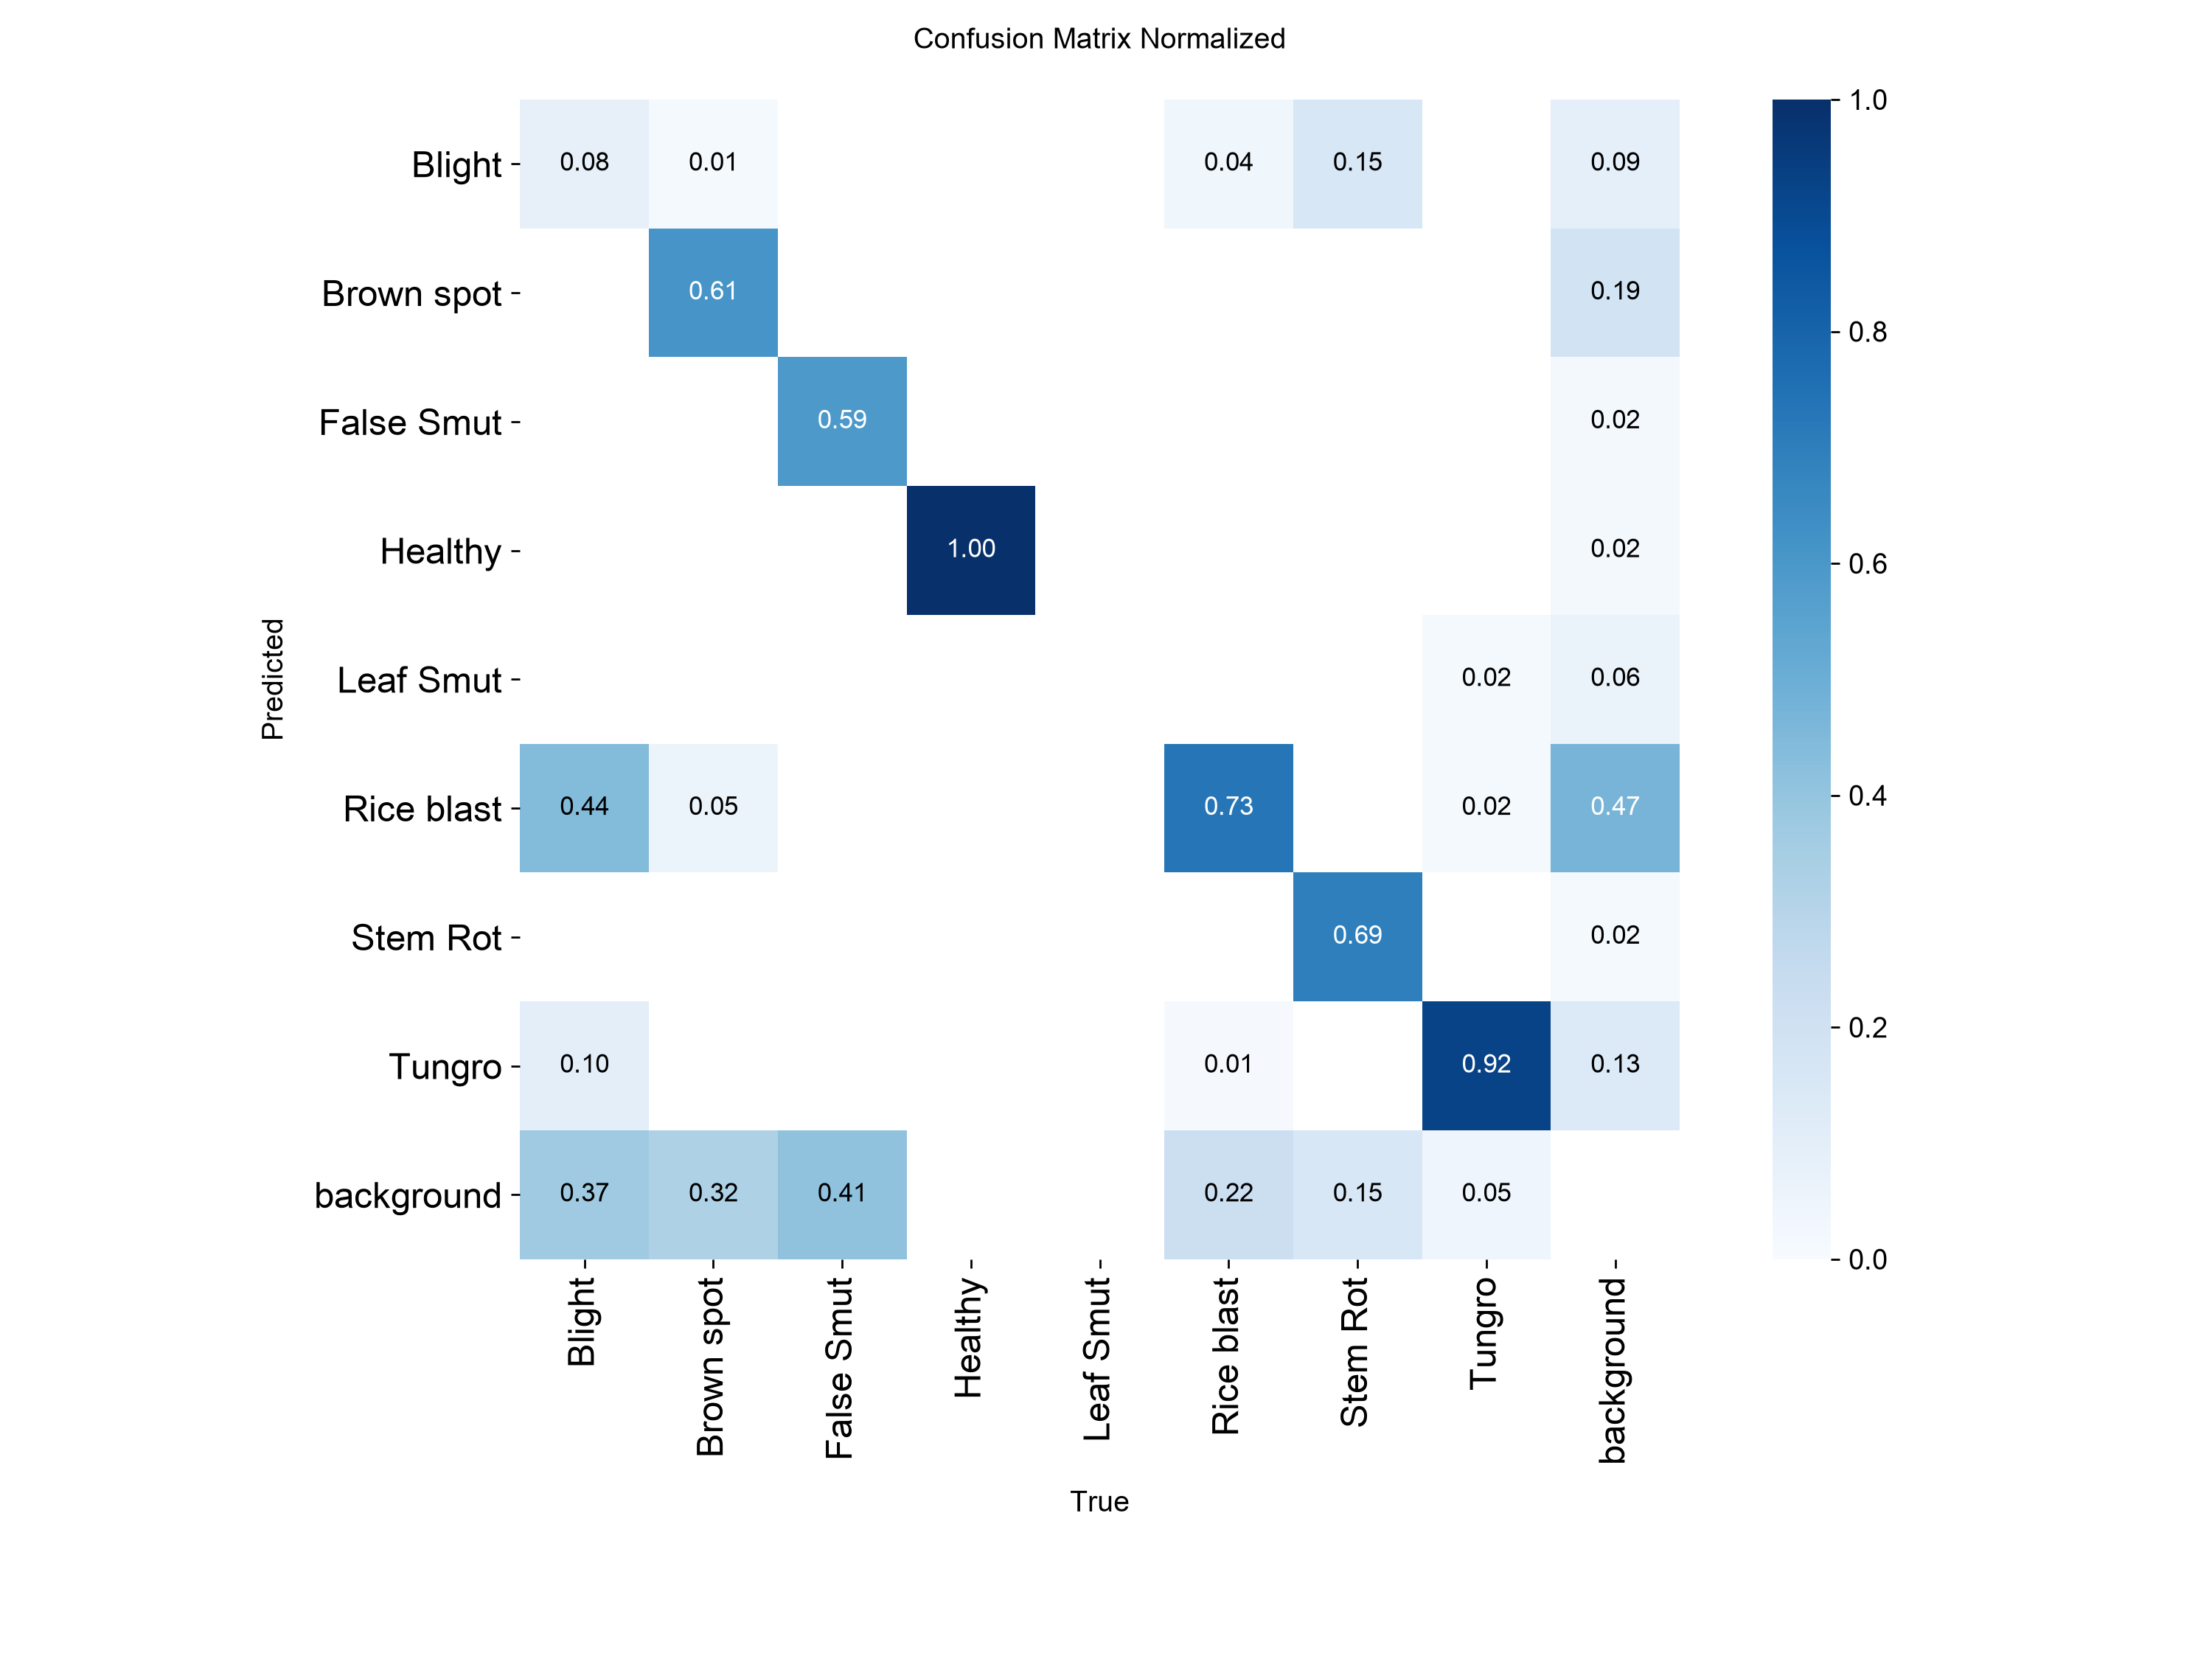 Confusion Matrix Normalized
Blight 0.08 0.01 0.04 0.15 0.09
Brown spot 0.61 0.19
False Smut 0.59 0.02
Healthy 1.00 0.02
Leaf Smut 0.02 0.06
Rice blast 0.44 0.05 0.73 0.02 0.47
Stem Rot 0.69 0.02
Tungro 0.10 0.01 0.92 0.13
background 0.37 0.32 0.41 0.22 0.15 0.05
Predicted
Blight Brown spot False Smut Healthy Leaf Smut Rice blast Stem Rot Tungro background
True
1.0
0.8
0.6
0.4
0.2
0.0